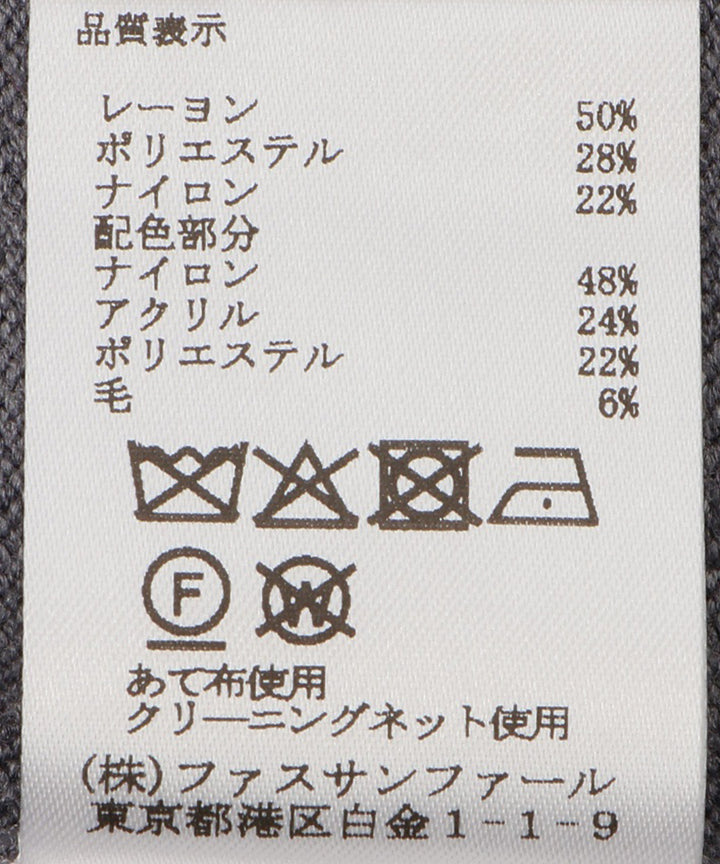 品質表示
レーヨン 50%
ポリエステル 28%
ナイロン 22%
配色部分
ナイロン 48%
アクリル 24%
ポリエステル 22%
毛 6%
F W
あて布使用
クリーニングネット使用
(株)ファスサンファール
東京都港区白金1-1-9